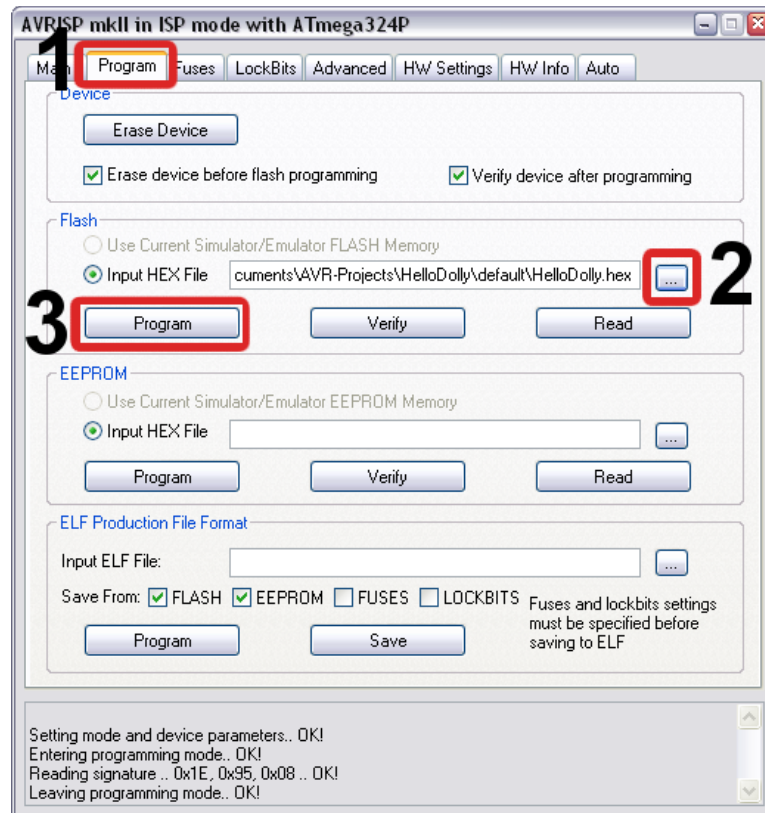 AVRISP mkII in ISP mode with ATmega324P
1
Main Program Fuses LockBits Advanced HW Settings HW Info Auto
Device
Erase Device
Erase device before flash programming Verify device after programming
Flash
Use Current Simulator/Emulator FLASH Memory
Input HEX File cuments\AVR-Projects\HelloDolly\default\HelloDolly.hex ... 2
3 Program Verify Read
EEPROM
Use Current Simulator/Emulator EEPROM Memory
Input HEX File ...
Program Verify Read
ELF Production File Format
Input ELF File: ...
Save From: FLASH EEPROM FUSES LOCKBITS
Fuses and lockbits settings
must be specified before
saving to ELF
Program Save
Setting mode and device parameters.. OK!
Entering programming mode.. OK!
Reading signature .. 0x1E, 0x95, 0x08 .. OK!
Leaving programming mode.. OK!